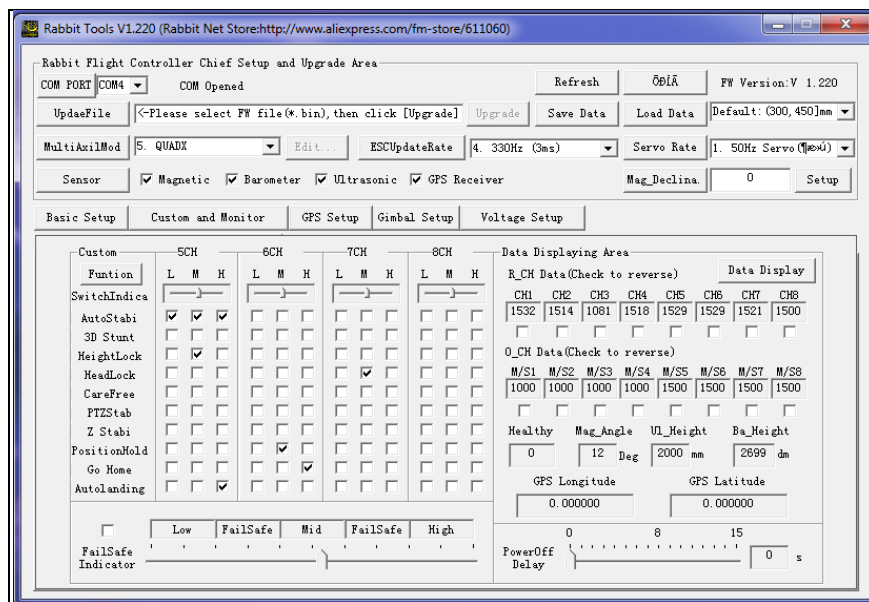 Rabbit Tools V1.220 (Rabbit Net Store:http://www.aliexpress.com/fm-store/611060)
Rabbit Flight Controller Chief Setup and Upgrade Area
COM PORT COM4 COM Opened Refresh ÖÐÎÄ FW Version:V 1.220
UpdaeFile <-Please select FW file(*.bin),then click [Upgrade] Upgrade Save Data Load Data Default:(300,450]mm
MultiAxilMod 5. QUADX Edit... ESCUpdateRate 4. 330Hz (3ms) Servo Rate 1. 50Hz Servo
Sensor Magnetic Barometer Ultrasonic GPS Receiver Mag_Declina. 0 Setup
Basic Setup Custom and Monitor GPS Setup Gimbal Setup Voltage Setup
Custom 5CH 6CH 7CH 8CH Data Displaying Area
Funtion L M H L M H L M H L M H R_CH Data(Check to reverse) Data Display
SwitchIndica CH1 CH2 CH3 CH4 CH5 CH6 CH7 CH8
AutoStabi 1532 1514 1081 1518 1529 1529 1521 1500
3D Stunt
HeightLock O_CH Data(Check to reverse)
HeadLock M/S1 M/S2 M/S3 M/S4 M/S5 M/S6 M/S7 M/S8
CareFree 1000 1000 1000 1000 1500 1500 1500 1500
PTZStab
Z Stabi Healthy Mag_Angle Ul_Height Ba_Height
PositionHold 0 12 Deg 2000 mm 2699 dm
Go Home GPS Longitude GPS Latitude
Autolanding 0.000000 0.000000
Low FailSafe Mid FailSafe High 0 8 15
FailSafe Indicator PowerOff Delay 0 s